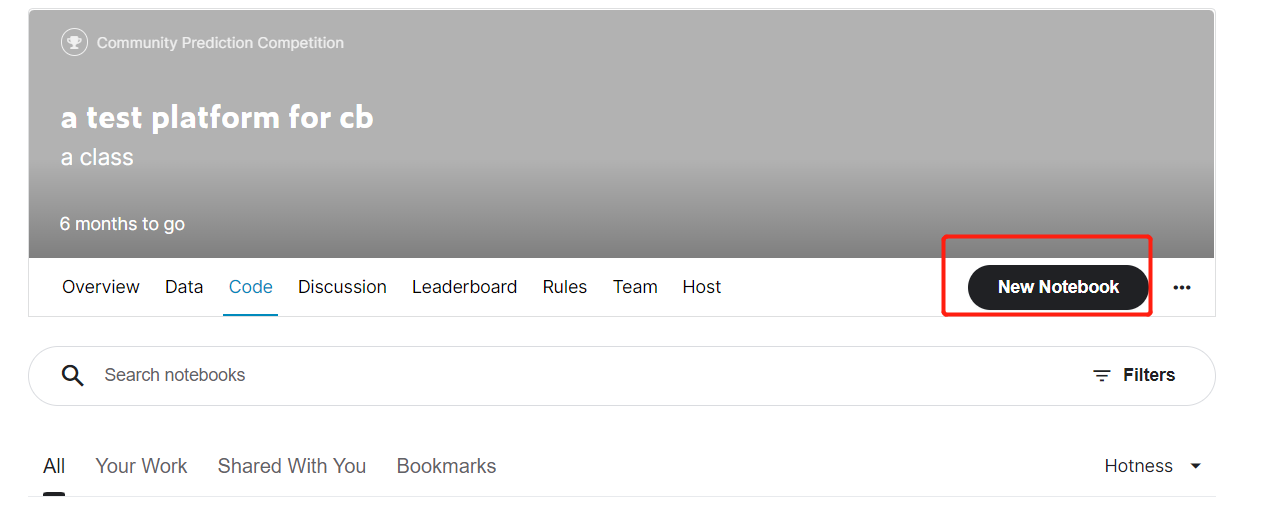 Community Prediction Competition
a test platform for cb
a class
6 months to go
Overview Data Code Discussion Leaderboard Rules Team Host New Notebook
Search notebooks Filters
All Your Work Shared With You Bookmarks Hotness